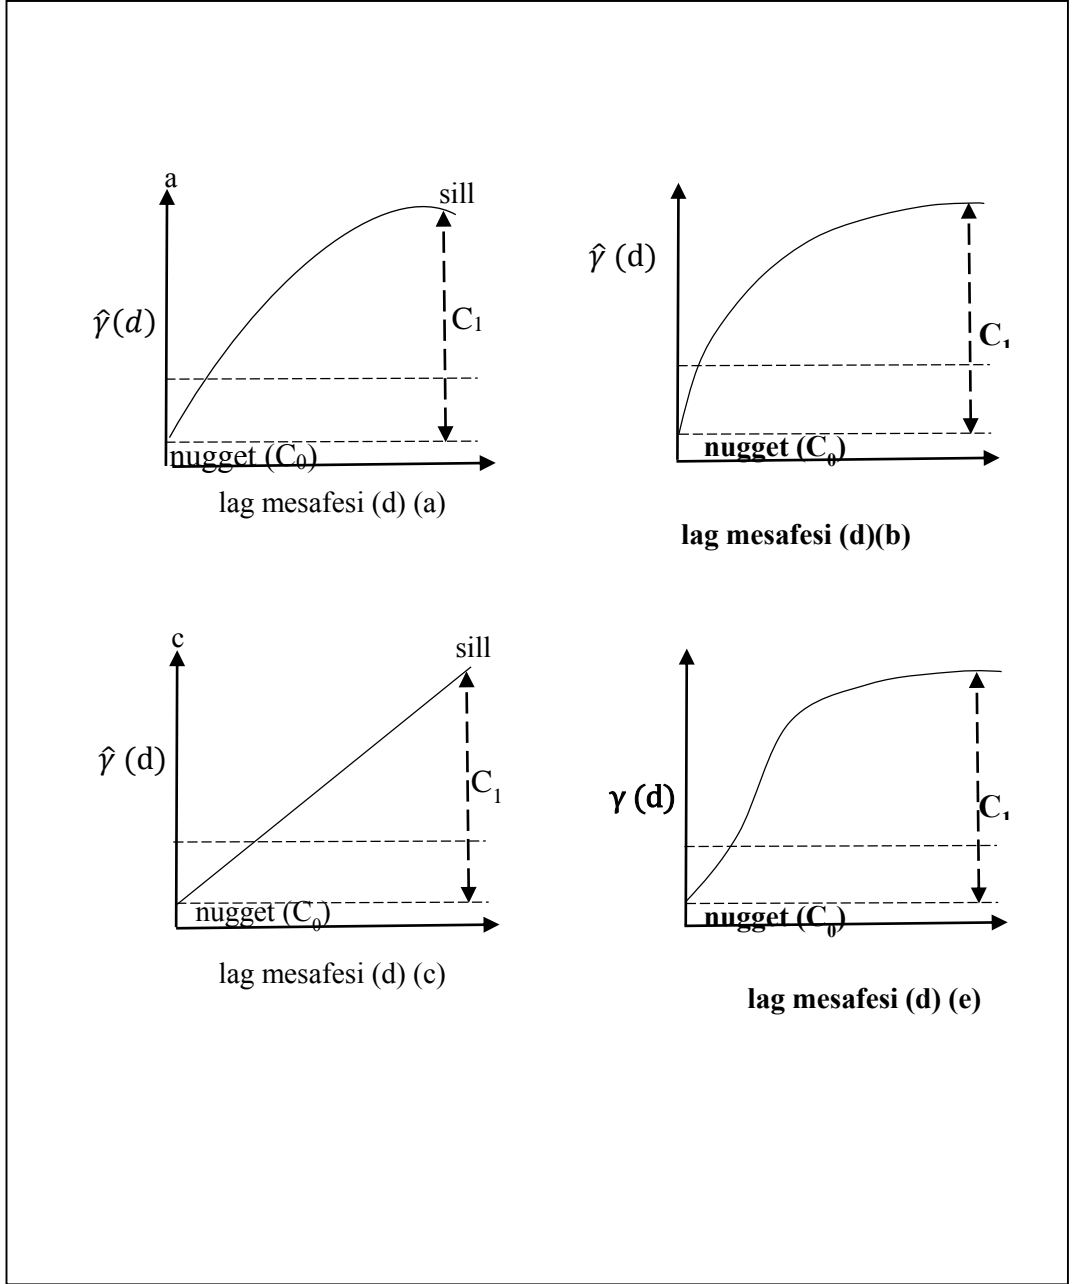 a
sill
γ̂(d)
C₁
nugget (C₀)
lag mesafesi (d) (a)
γ̂ (d)
C₁
nugget (C₀)
lag mesafesi (d)(b)
c
sill
γ̂ (d)
C₁
nugget (C₀)
lag mesafesi (d) (c)
γ (d)
C₁
nugget (C₀)
lag mesafesi (d) (e)